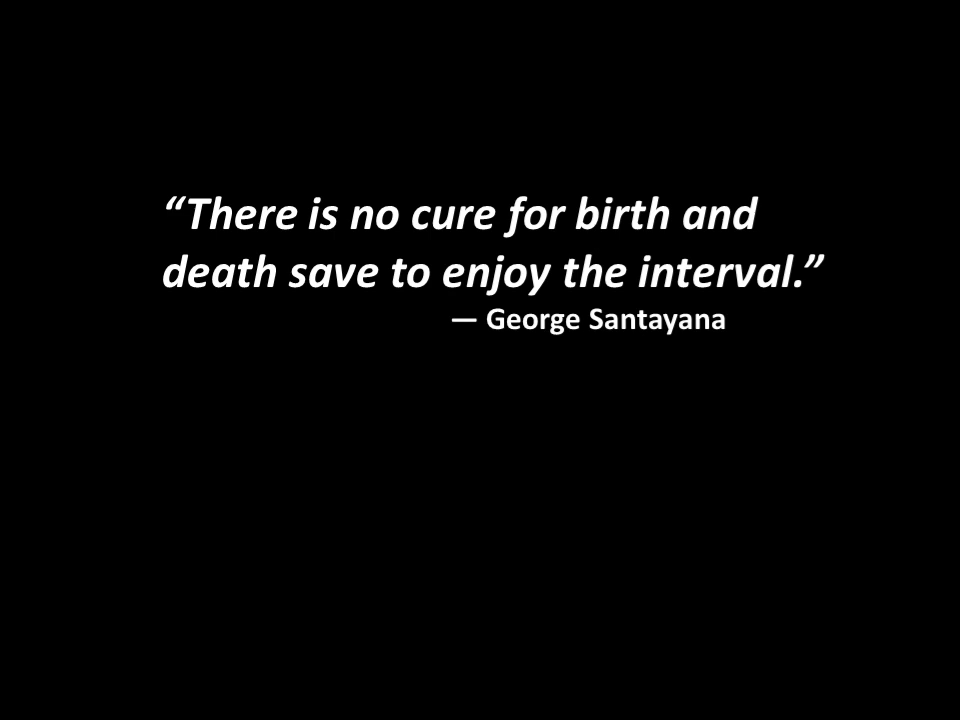 “There is no cure for birth and
death save to enjoy the interval.”
— George Santayana